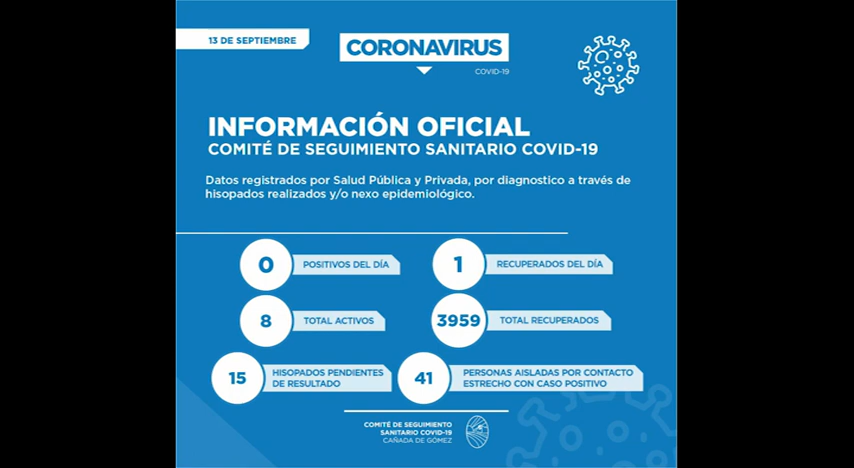 13 DE SEPTIEMBRE
CORONAVIRUS
COVID-19
INFORMACIÓN OFICIAL
COMITÉ DE SEGUIMIENTO SANITARIO COVID-19
Datos registrados por Salud Pública y Privada, por diagnostico a través de
hisopados realizados y/o nexo epidemiológico.
0 POSITIVOS DEL DÍA
1 RECUPERADOS DEL DÍA
8 TOTAL ACTIVOS
3959 TOTAL RECUPERADOS
15 HISOPADOS PENDIENTES
DE RESULTADO
41 PERSONAS AISLADAS POR CONTACTO
ESTRECHO CON CASO POSITIVO
COMITÉ DE SEGUIMIENTO
SANITARIO COVID-19
CAÑADA DE GÓMEZ